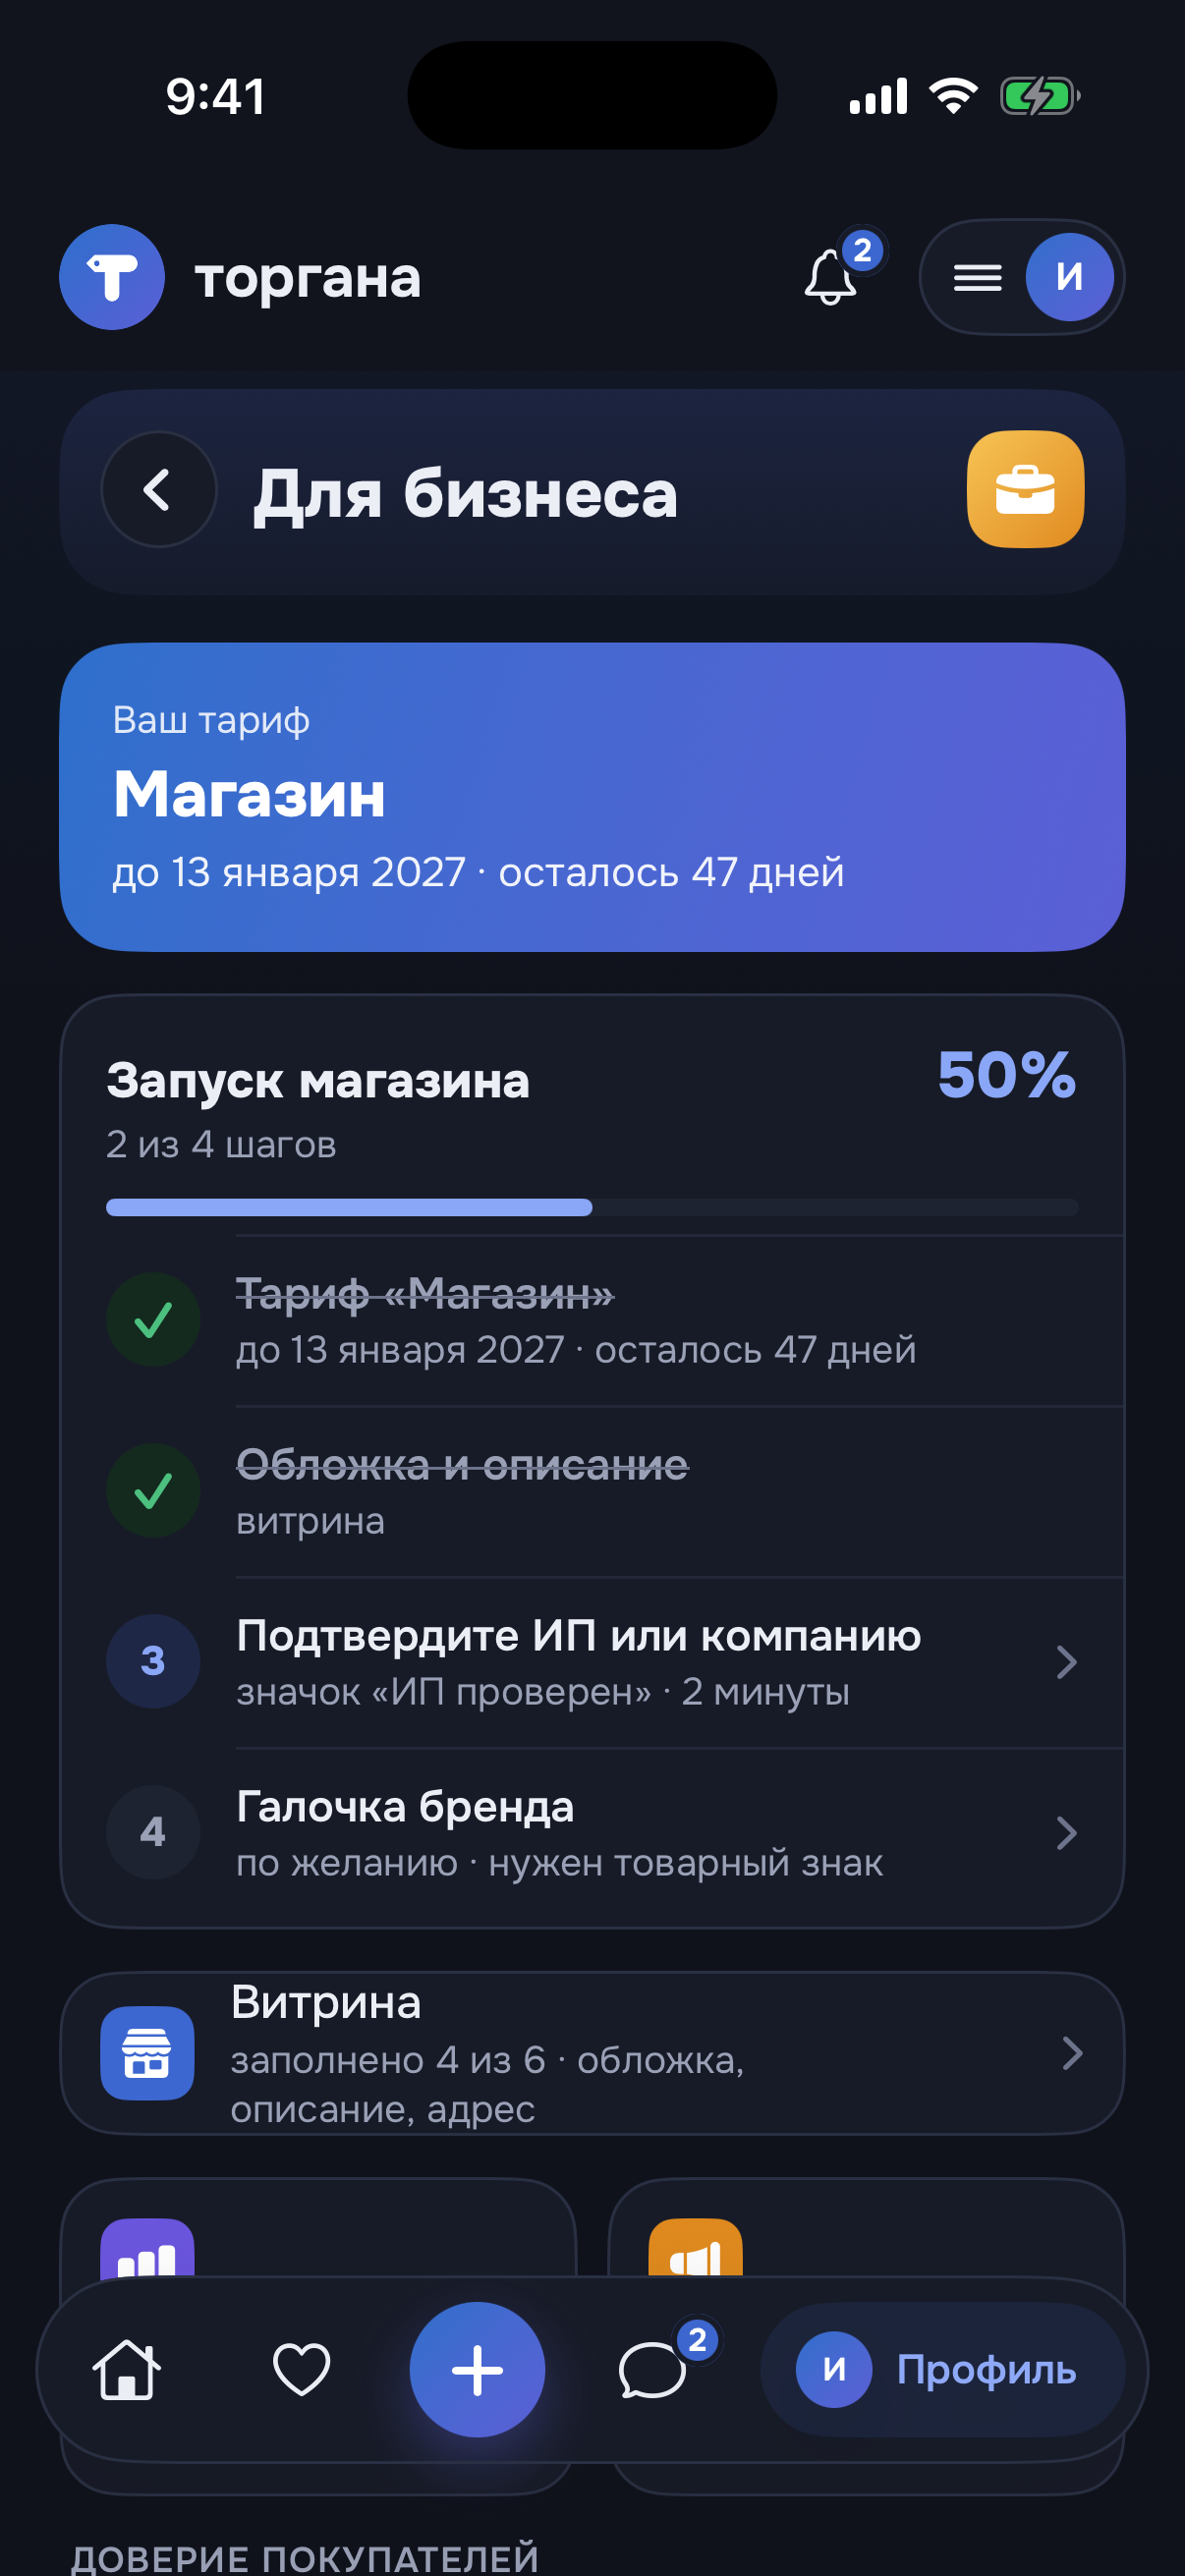 9:41
торгана
2
И
Для бизнеса
Ваш тариф
Магазин
до 13 января 2027 · осталось 47 дней
Запуск магазина
50%
2 из 4 шагов
Тариф «Магазин»
до 13 января 2027 · осталось 47 дней
Обложка и описание
витрина
3
Подтвердите ИП или компанию
значок «ИП проверен» · 2 минуты
4
Галочка бренда
по желанию · нужен товарный знак
Витрина
заполнено 4 из 6 · обложка,
описание, адрес
2
И
Профиль
ДОВЕРИЕ ПОКУПАТЕЛЕЙ